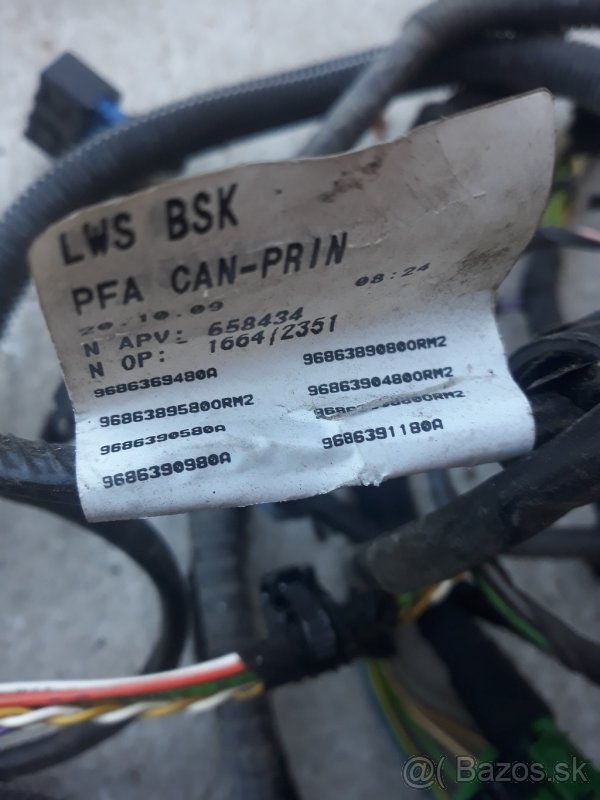 LWS BSK
PFA CAN-PRIN
20.10.09 08:24
N APV: 658434
N OP: 1664/2351
9686369480A 9686389080ORM2
9686389580ORM2 9686390480ORM2
9686390580A
9686390980A 9686391180A
@( Bazos.sk